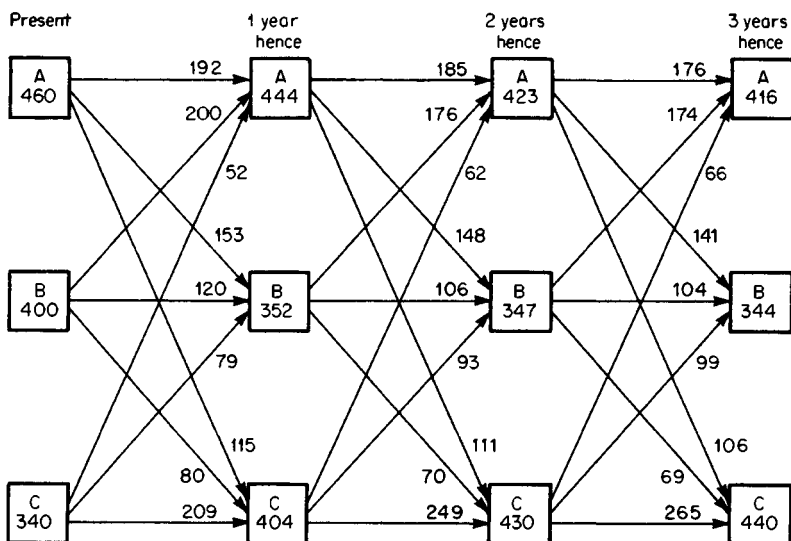 Present
1 year
hence
2 years
hence
3 years
hence
A
460
192
A
444
185
A
423
176
A
416
200
176
174
52
62
66
153
148
141
B
400
120
B
352
106
B
347
104
B
344
79
93
99
115
111
106
80
70
69
C
340
209
C
404
249
C
430
265
C
440